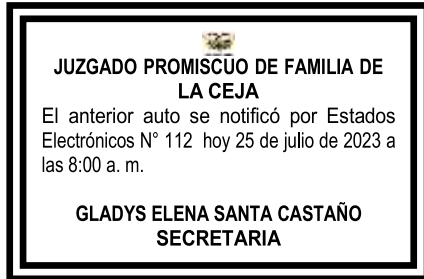 JUZGADO PROMISCUO DE FAMILIA DE
LA CEJA
El anterior auto se notificó por Estados
Electrónicos N° 112 hoy 25 de julio de 2023 a
las 8:00 a. m.
GLADYS ELENA SANTA CASTAÑO
SECRETARIA